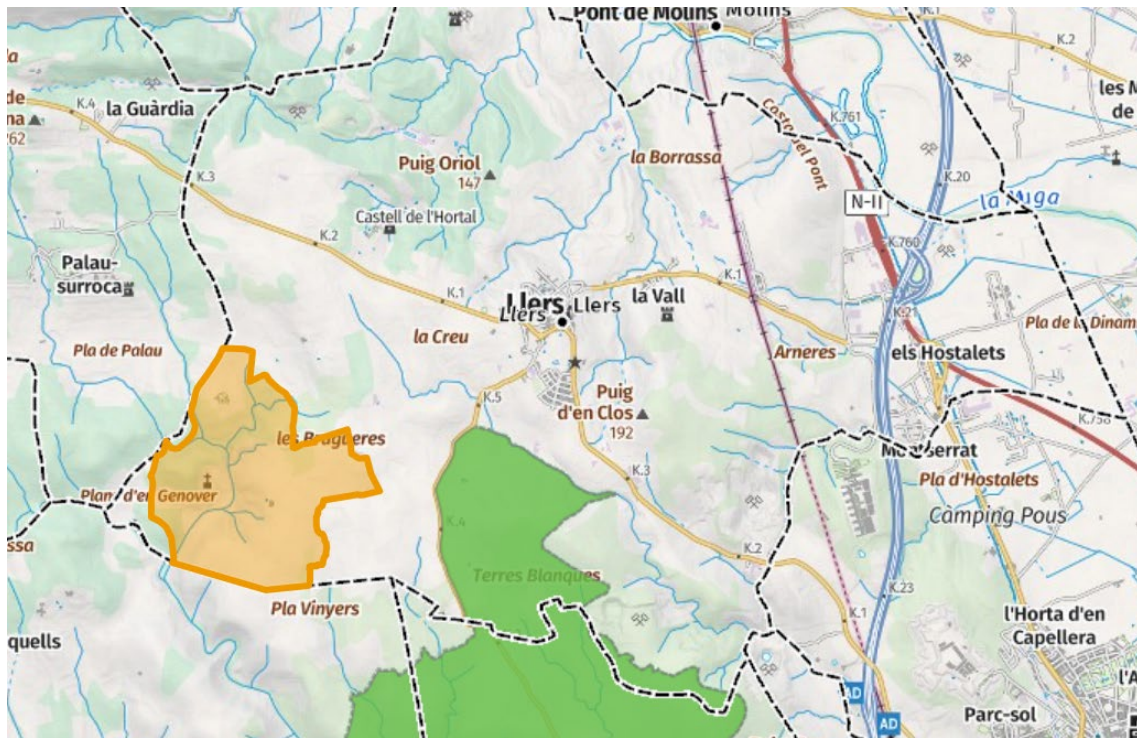 Pont de Molins
Molins
K.1
K.2
la
K.4
la Guàrdia
de
na
262
K.3
K.761
les M
de
Castell del Pont
la Borrassa
Puig Oriol
147
K.20
N-II
la Muga
Castell de l'Hortal
K.2
K.760
Palau-
surroca
K.1
K.1
la Vall
Llers
Llers
Llers
K.21
Pla de la Dinam
la Creu
Pla de Palau
Arneres
els Hostalets
K.5
Puig
d'en Clos
192
K.758
les Brugueres
Montserrat
K.3
Pla d'Hostalets
Genover
Càmping Pous
K.4
ssa
K.2
Terres Blanques
K.23
Pla Vinyers
K.1
l'Horta d'en
Capellera
quells
l'A
AD
Parc-sol
AD